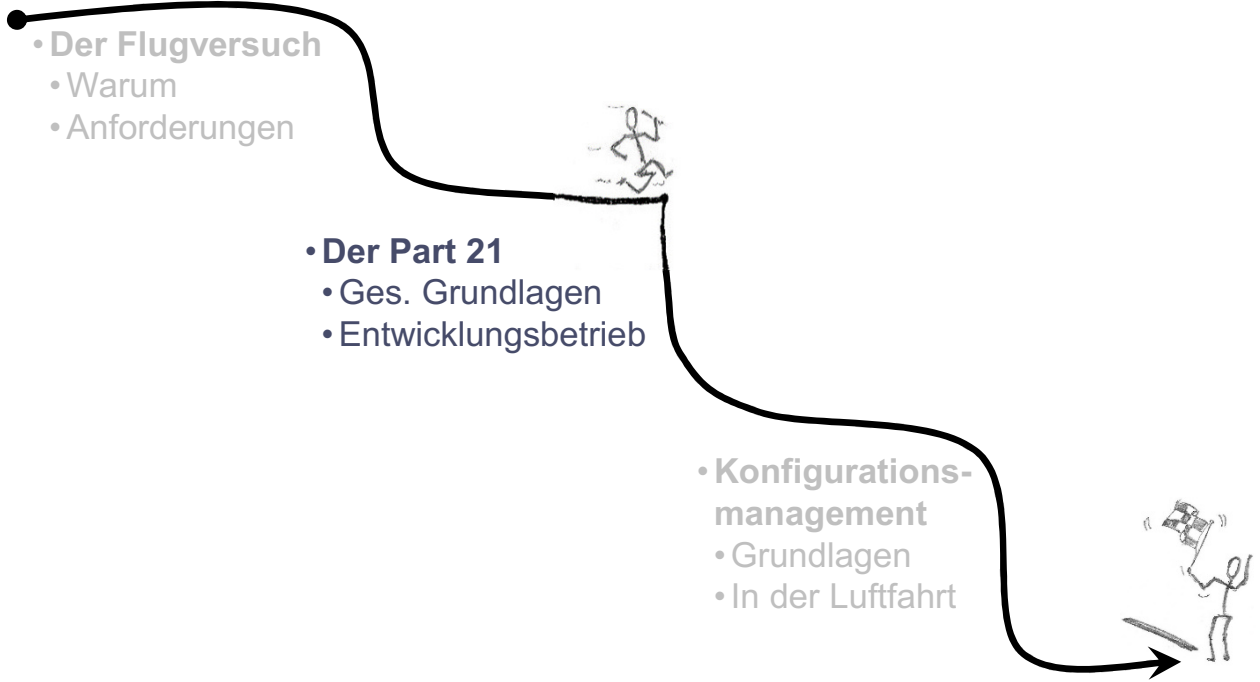 • Der Flugversuch
• Warum
• Anforderungen
• Der Part 21
• Ges. Grundlagen
• Entwicklungsbetrieb
• Konfigurations-
management
• Grundlagen
• In der Luftfahrt